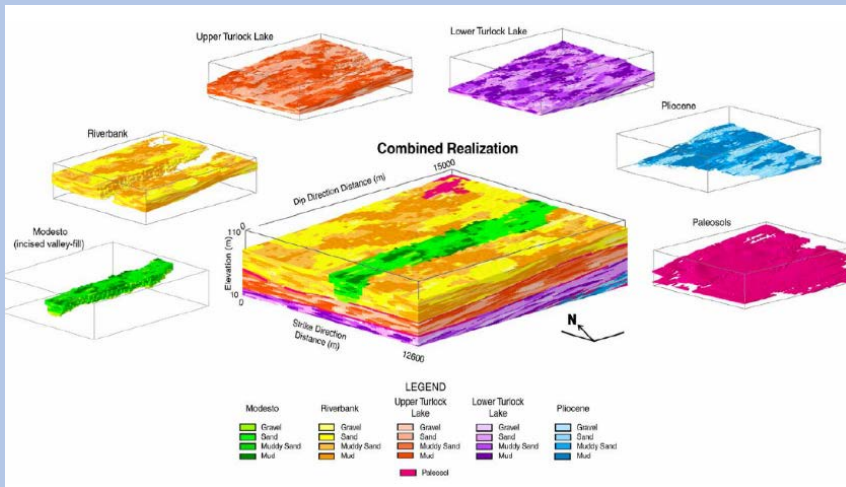 Upper Turlock Lake
Lower Turlock Lake
Pliocene
Riverbank
Combined Realization
15000
Dip Direction Distance (m)
Modesto
(incised valley-fill)
Paleosols
0
110
Elevation (m)
10
0
Strike Direction
Distance (m)
12600
N
LEGEND
Modesto
Gravel
Sand
Muddy Sand
Mud
Riverbank
Gravel
Sand
Muddy Sand
Mud
Upper Turlock
Lake
Gravel
Sand
Muddy Sand
Mud
Lower Turlock
Lake
Gravel
Sand
Muddy Sand
Mud
Pliocene
Gravel
Sand
Muddy Sand
Mud
Paleosol